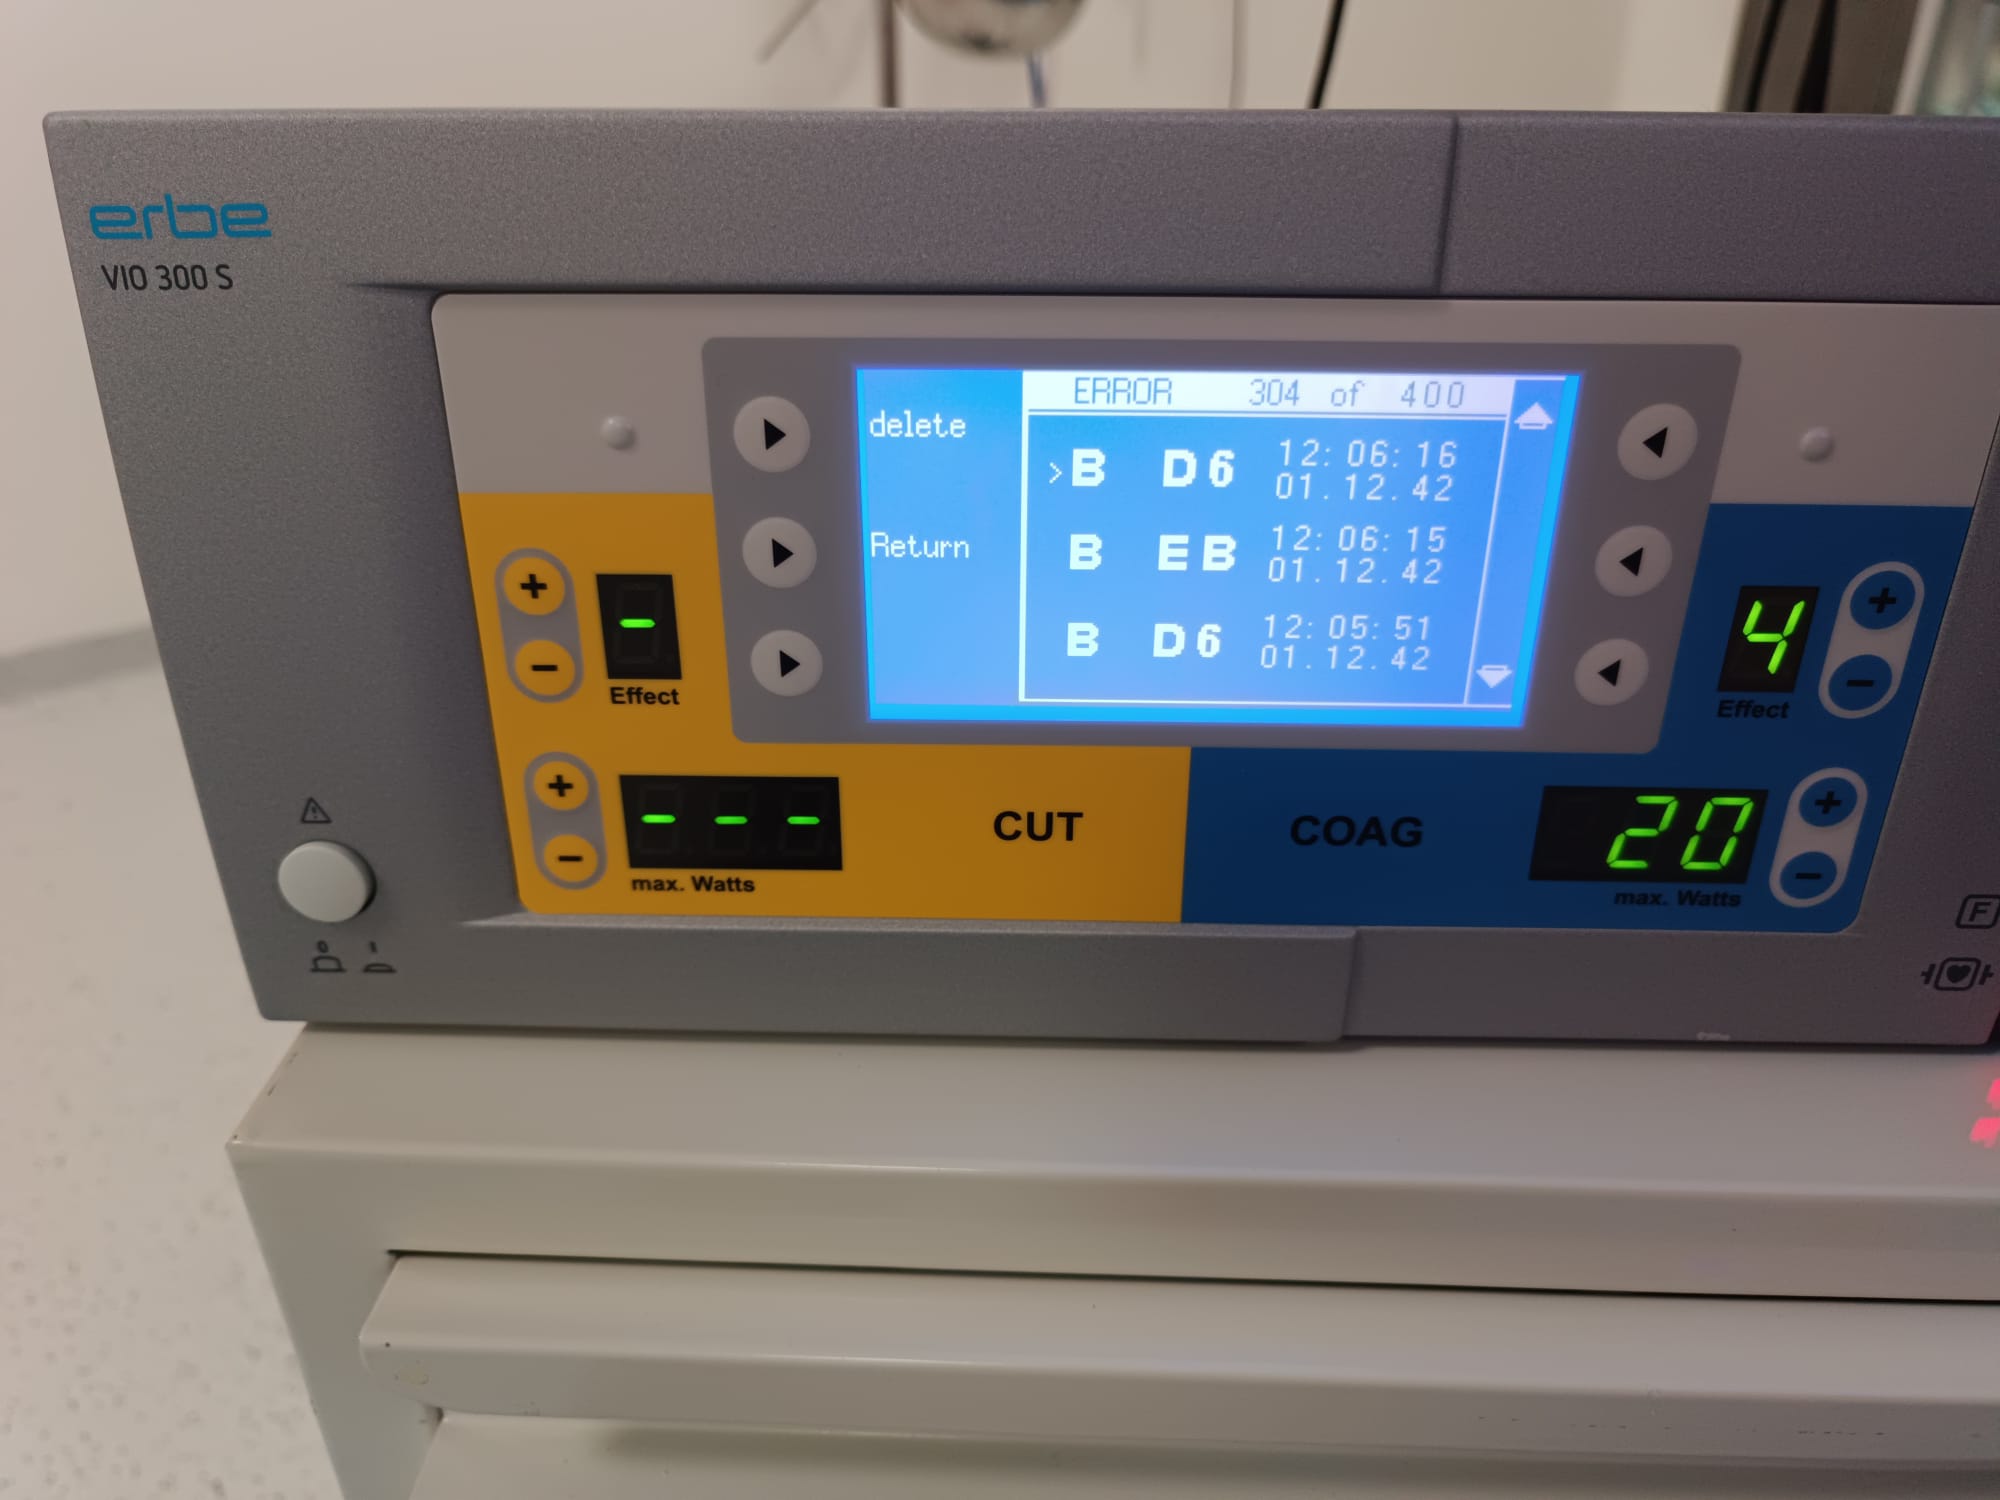 erbe
VIO 300 S
ERROR 304 of 400
delete
>B D6 12:06:16
01.12.42
Return
B EB 12:06:15
01.12.42
B D6 12:05:51
01.12.42
+
-
-
Effect
4
+
-
Effect
+
-
- - -
max. Watts
CUT
COAG
20
max. Watts
+
-
0 I
F